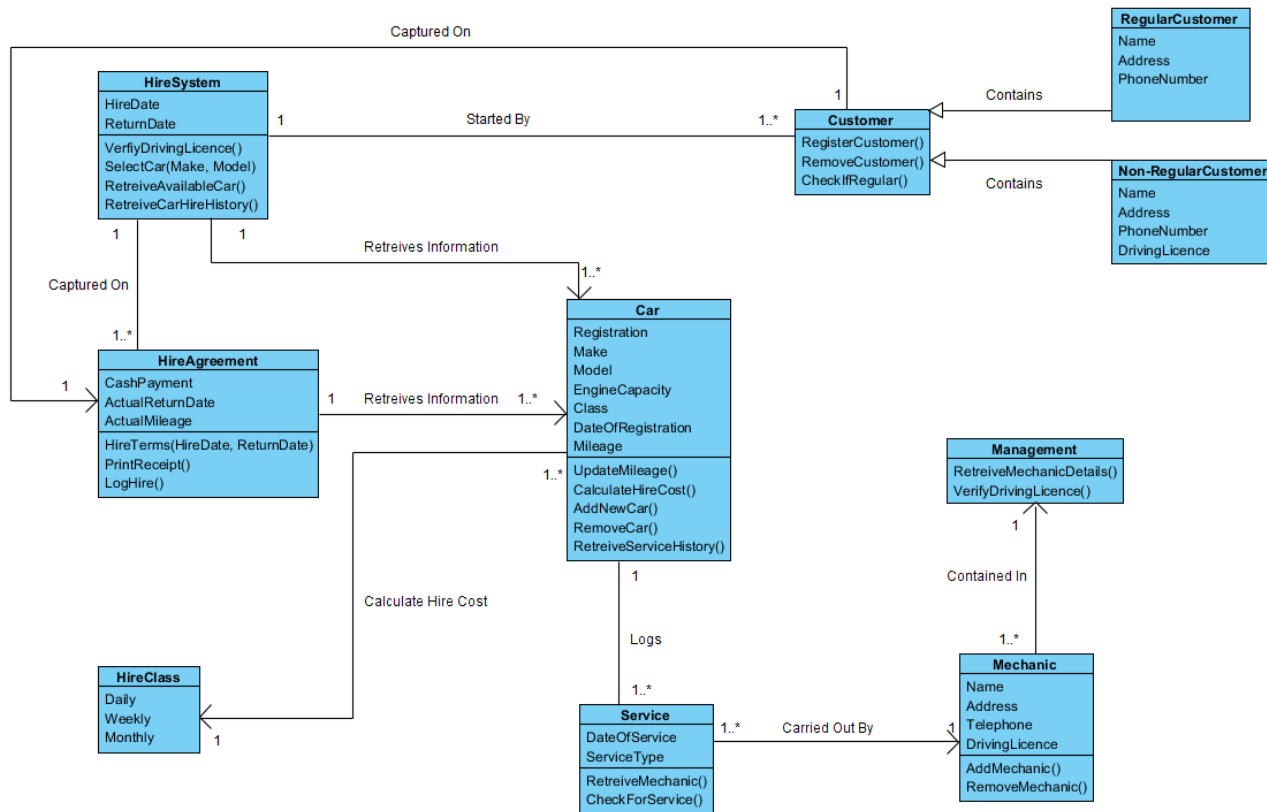 Captured On
RegularCustomer
Name
Address
PhoneNumber
HireSystem
HireDate
ReturnDate
VerfiyDrivingLicence()
SelectCar(Make, Model)
RetreiveAvailableCar()
RetreiveCarHireHistory()
1
Started By
1..*
1
Customer
RegisterCustomer()
RemoveCustomer()
CheckIfRegular()
Contains
Contains
Non-RegularCustomer
Name
Address
PhoneNumber
DrivingLicence
1
1
Retreives Information
1..*
Captured On
1..*
1
HireAgreement
CashPayment
ActualReturnDate
ActualMileage
HireTerms(HireDate, ReturnDate)
PrintReceipt()
LogHire()
1
Retreives Information
1..*
Car
Registration
Make
Model
EngineCapacity
Class
DateOfRegistration
Mileage
UpdateMileage()
CalculateHireCost()
AddNewCar()
RemoveCar()
RetreiveServiceHistory()
1..*
Calculate Hire Cost
1
HireClass
Daily
Weekly
Monthly
1
Logs
1..*
Service
DateOfService
ServiceType
RetreiveMechanic()
CheckForService()
1..*
Carried Out By
1
Management
RetreiveMechanicDetails()
VerifyDrivingLicence()
1
Contained In
1..*
Mechanic
Name
Address
Telephone
DrivingLicence
AddMechanic()
RemoveMechanic()